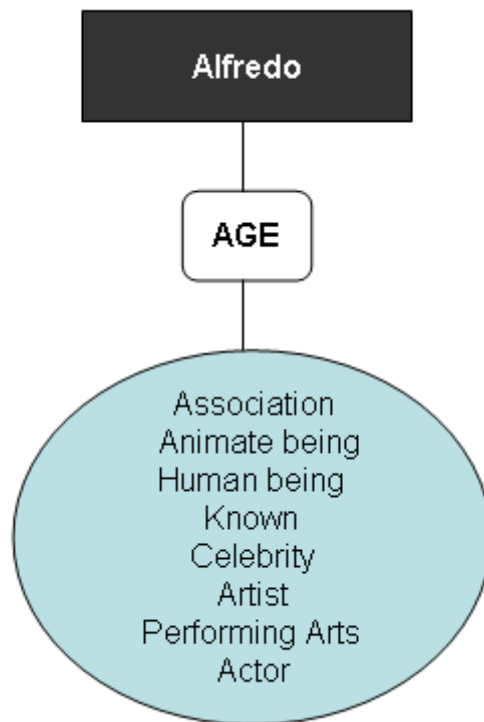 Alfredo
AGE
Association
Animate being
Human being
Known
Celebrity
Artist
Performing Arts
Actor